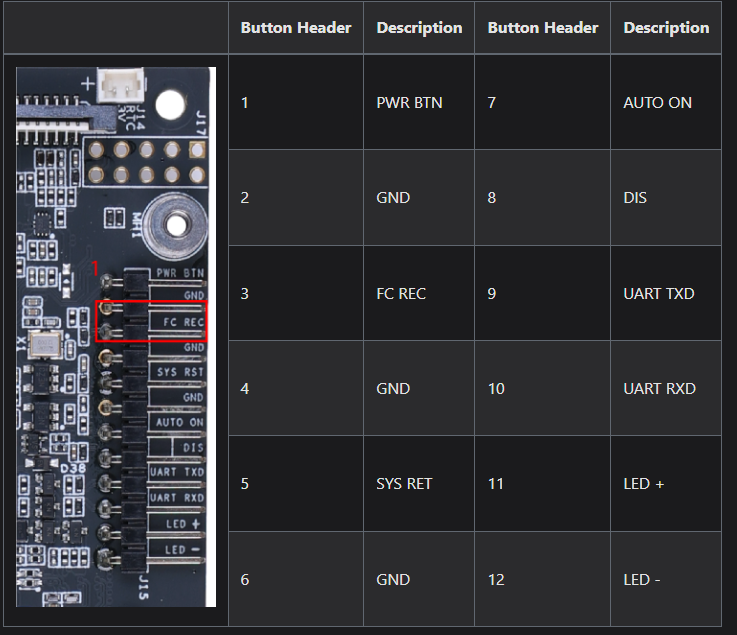 Button Header Description Button Header Description
1 PWR BTN 7 AUTO ON
2 GND 8 DIS
3 FC REC 9 UART TXD
4 GND 10 UART RXD
5 SYS RET 11 LED +
6 GND 12 LED -
+
J14
RTC
3V
J17
MH1
1
PWR BTN
GND
FC REC
GND
SYS RST
GND
AUTO ON
DIS
UART TXD
UART RXD
LED +
LED -
X1
D38
J15